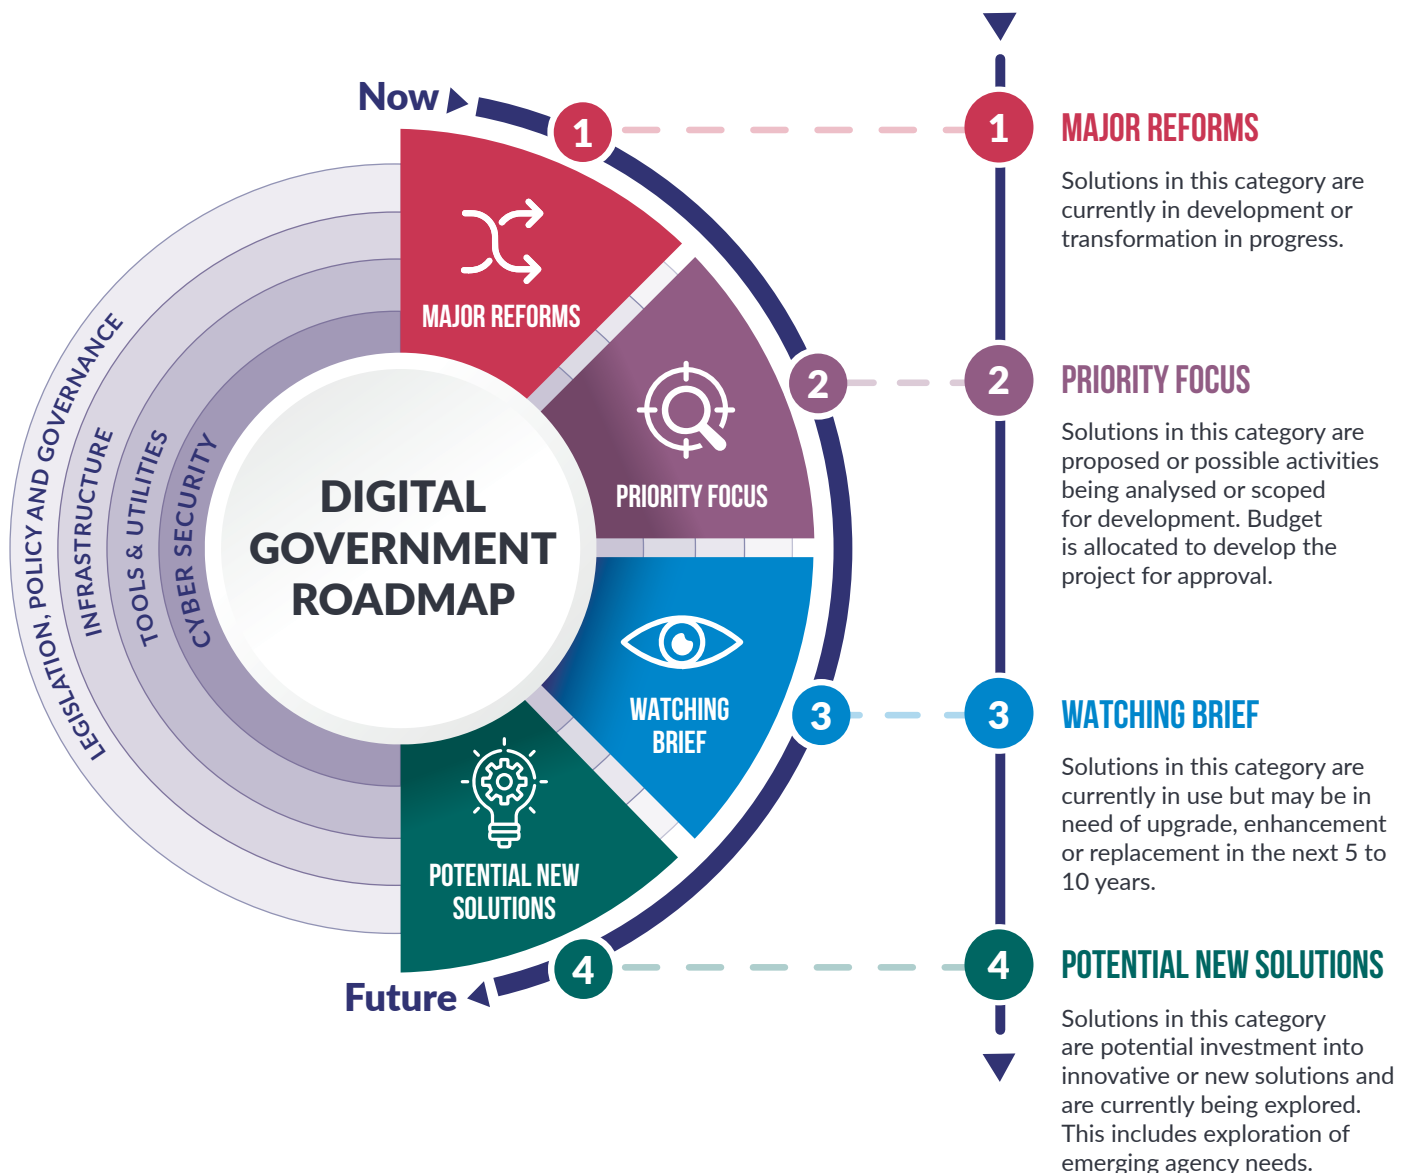 Now
1
MAJOR REFORMS
PRIORITY FOCUS
2
WATCHING
BRIEF
3
POTENTIAL NEW
SOLUTIONS
4
Future
DIGITAL
GOVERNMENT
ROADMAP
LEGISLATION, POLICY AND GOVERNANCE
INFRASTRUCTURE
TOOLS & UTILITIES
CYBER SECURITY
1
MAJOR REFORMS
Solutions in this category are
currently in development or
transformation in progress.
2
PRIORITY FOCUS
Solutions in this category are
proposed or possible activities
being analysed or scoped
for development. Budget
is allocated to develop the
project for approval.
3
WATCHING BRIEF
Solutions in this category are
currently in use but may be in
need of upgrade, enhancement
or replacement in the next 5 to
10 years.
4
POTENTIAL NEW SOLUTIONS
Solutions in this category
are potential investment into
innovative or new solutions and
are currently being explored.
This includes exploration of
emerging agency needs.